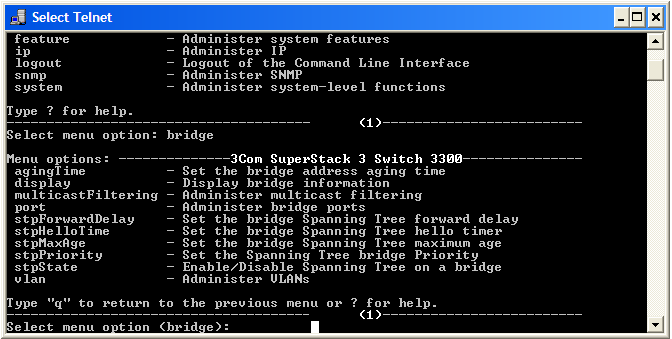 Select Telnet
feature - Administer system features
ip - Administer IP
logout - Logout of the Command Line Interface
snmp - Administer SNMP
system - Administer system-level functions
Type ? for help.
--------------------------------------- (1)--------------------------
Select menu option: bridge
Menu options: --------------3Com SuperStack 3 Switch 3300---------------
agingTime - Set the bridge address aging time
display - Display bridge information
multicastFiltering - Administer multicast filtering
port - Administer bridge ports
stpForwardDelay - Set the bridge Spanning Tree forward delay
stpHelloTime - Set the bridge Spanning Tree hello timer
stpMaxAge - Set the bridge Spanning Tree maximum age
stpPriority - Set the Spanning Tree bridge Priority
stpState - Enable/Disable Spanning Tree on a bridge
vlan - Administer VLANs
Type "q" to return to the previous menu or ? for help.
--------------------------------------- (1)--------------------------
Select menu option (bridge):